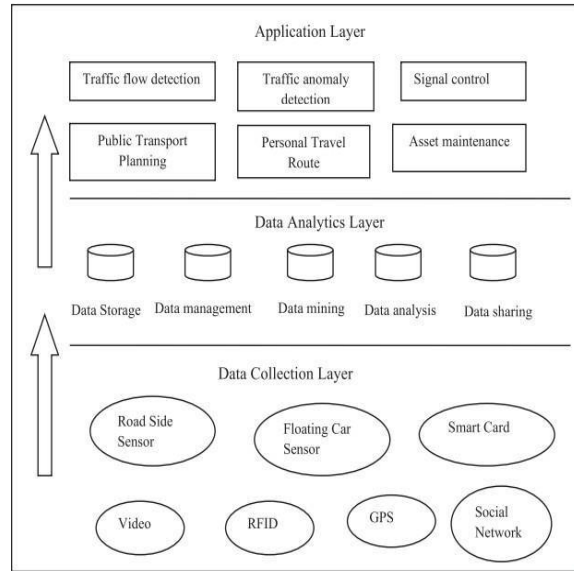 Application Layer
Traffic flow detection
Traffic anomaly
detection
Signal control
Public Transport
Planning
Personal Travel
Route
Asset maintenance
Data Analytics Layer
Data Storage
Data management
Data mining
Data analysis
Data sharing
Data Collection Layer
Road Side
Sensor
Floating Car
Sensor
Smart Card
Video
RFID
GPS
Social
Network